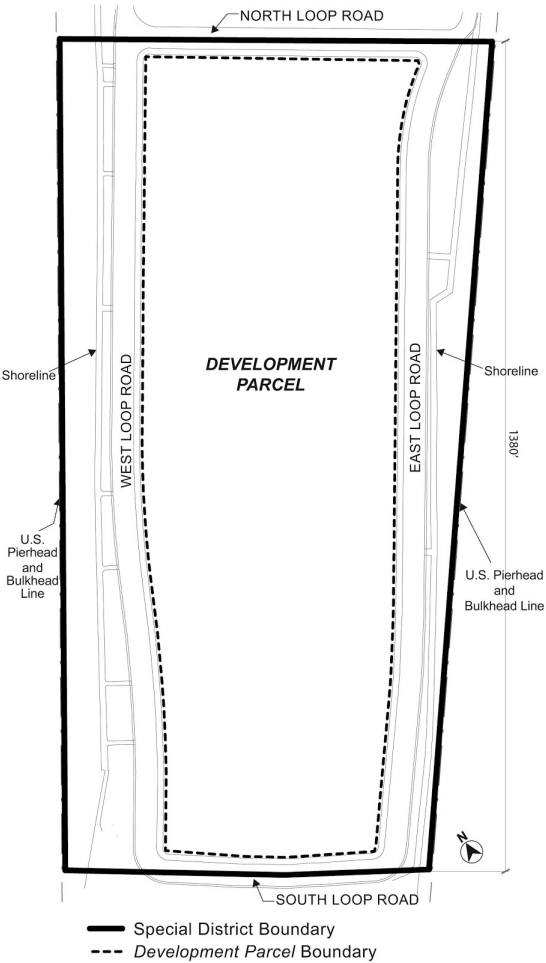 NORTH LOOP ROAD
DEVELOPMENT
PARCEL
Shoreline
WEST LOOP ROAD
EAST LOOP ROAD
Shoreline
1380'
U.S.
Pierhead
and
Bulkhead
Line
U.S. Pierhead
and
Bulkhead Line
N
SOUTH LOOP ROAD
Special District Boundary
Development Parcel Boundary